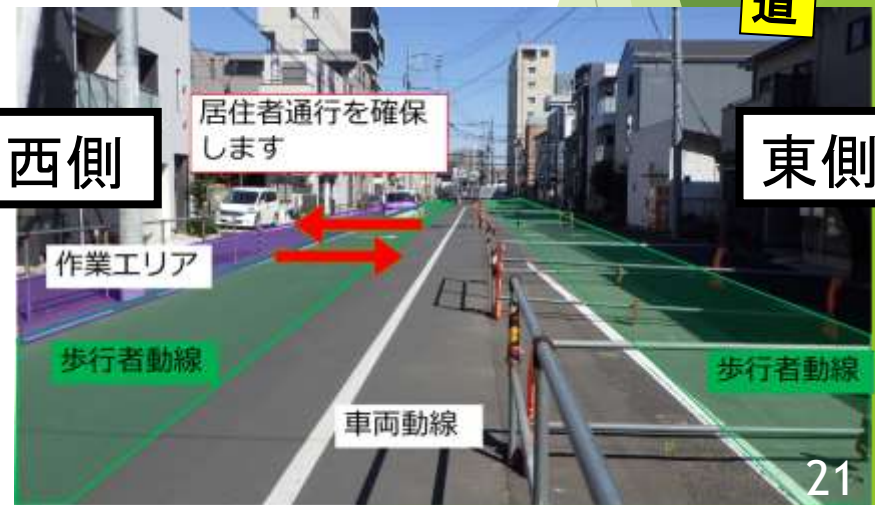 道
居住者通行を確保
します
西側
東側
作業エリア
歩行者動線
歩行者動線
車両動線
21